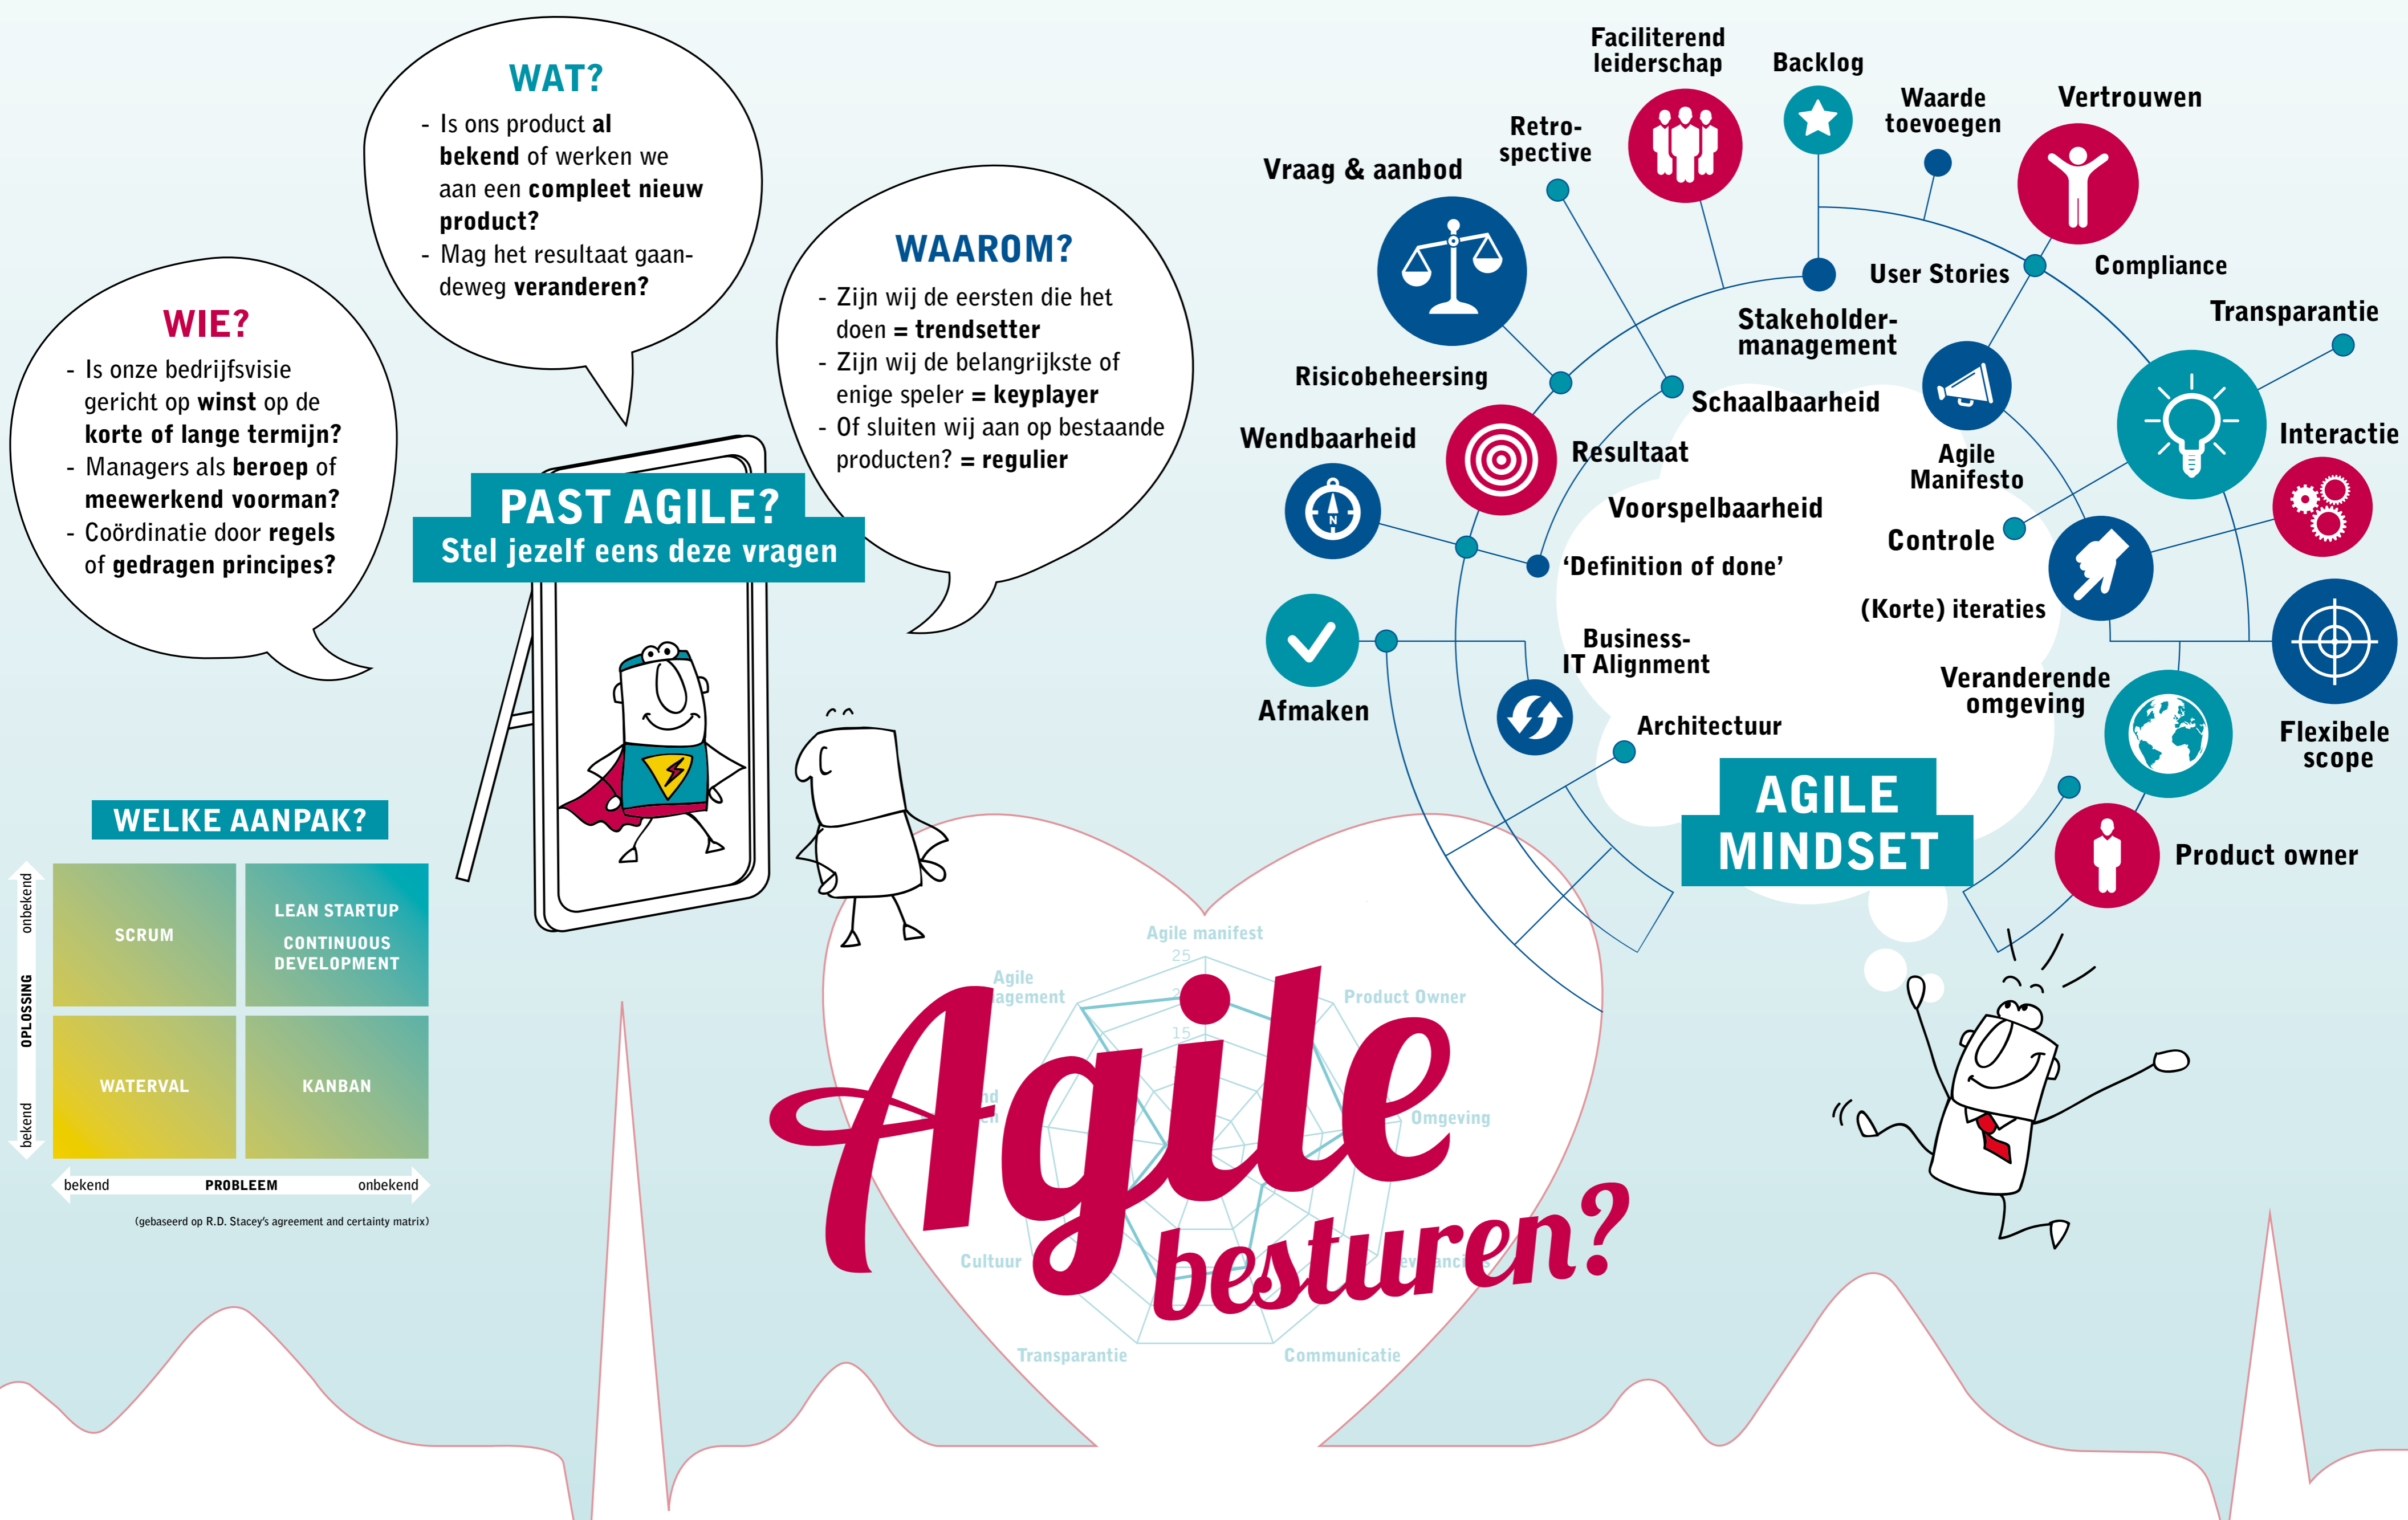 WAT?
- Is ons product al
bekend of werken we
aan een compleet nieuw
product?
- Mag het resultaat gaan-
deweg veranderen?
WAAROM?
- Zijn wij de eersten die het
doen = trendsetter
- Zijn wij de belangrijkste of
enige speler = keyplayer
- Of sluiten wij aan op bestaande
producten? = regulier
WIE?
- Is onze bedrijfsvisie
gericht op winst op de
korte of lange termijn?
- Managers als beroep of
meewerkend voorman?
- Coördinatie door regels
of gedragen principes?
PAST AGILE?
Stel jezelf eens deze vragen
WELKE AANPAK?
onbekend
OPLOSSING
bekend
SCRUM
LEAN STARTUP
CONTINUOUS
DEVELOPMENT
WATERVAL
KANBAN
bekend
PROBLEEM
onbekend
(gebaseerd op R.D. Stacey's agreement and certainty matrix)
Faciliterend
leiderschap
Backlog
Waarde
toevoegen
Vertrouwen
Retro-
spective
Vraag & aanbod
User Stories
Compliance
Transparantie
Stakeholder-
management
Risicobeheersing
Schaalbaarheid
Wendbaarheid
Resultaat
Agile
Manifesto
Interactie
N
Voorspelbaarheid
Controle
'Definition of done'
(Korte) iteraties
Business-
IT Alignment
Afmaken
Veranderende
omgeving
Architectuur
Flexibele
scope
AGILE
MINDSET
Product owner
Agile manifest
25
Agile
15
Product Owner
Omgeving
Cultuur
Transparantie
Communicatie
Agile
besturen?